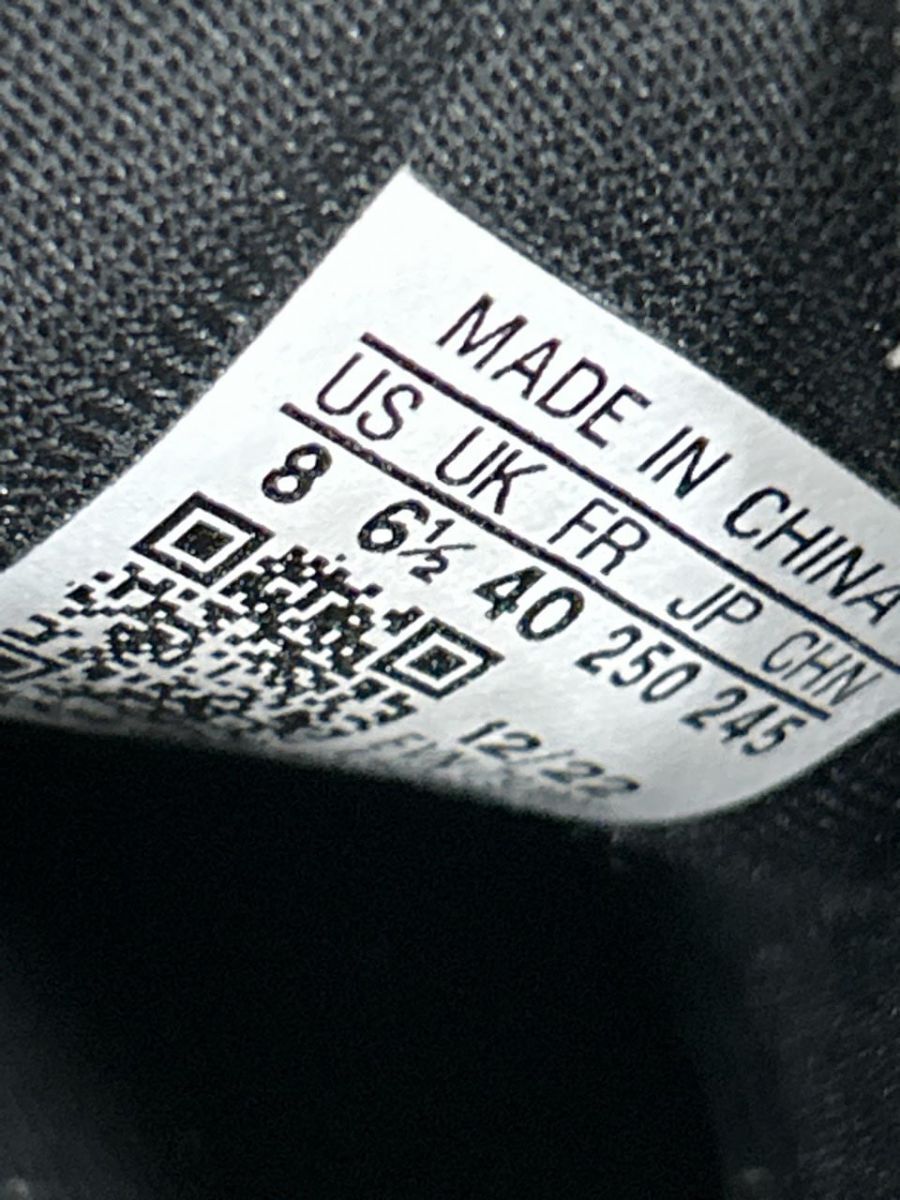 MADE IN CHINA
US UK FR JP CHN
8 6½ 40 250 245
12/22